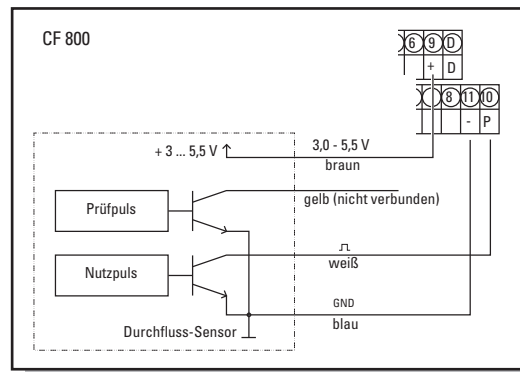 CF 800
6 9 D
+ D
8 11 10
- P
+ 3 ... 5,5 V
3,0 - 5,5 V
braun
gelb (nicht verbunden)
Prüfpuls
weiß
Nutzpuls
GND
blau
Durchfluss-Sensor